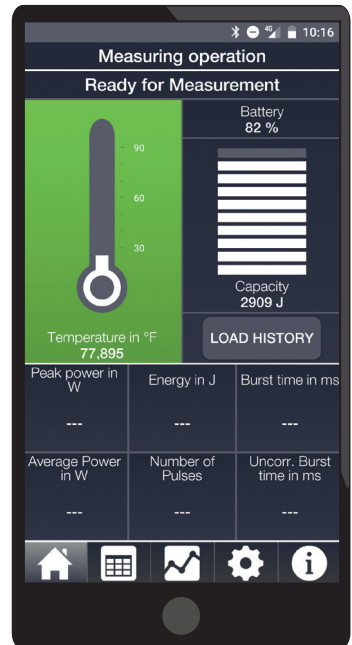 4G 10:16
Measuring operation
Ready for Measurement
Battery
82 %
90
60
30
Capacity
2909 J
Temperature in °F
77,895
LOAD HISTORY
Peak power in
W
---
Energy in J
---
Burst time in ms
---
Average Power
in W
---
Number of
Pulses
---
Uncorr. Burst
time in ms
---
i